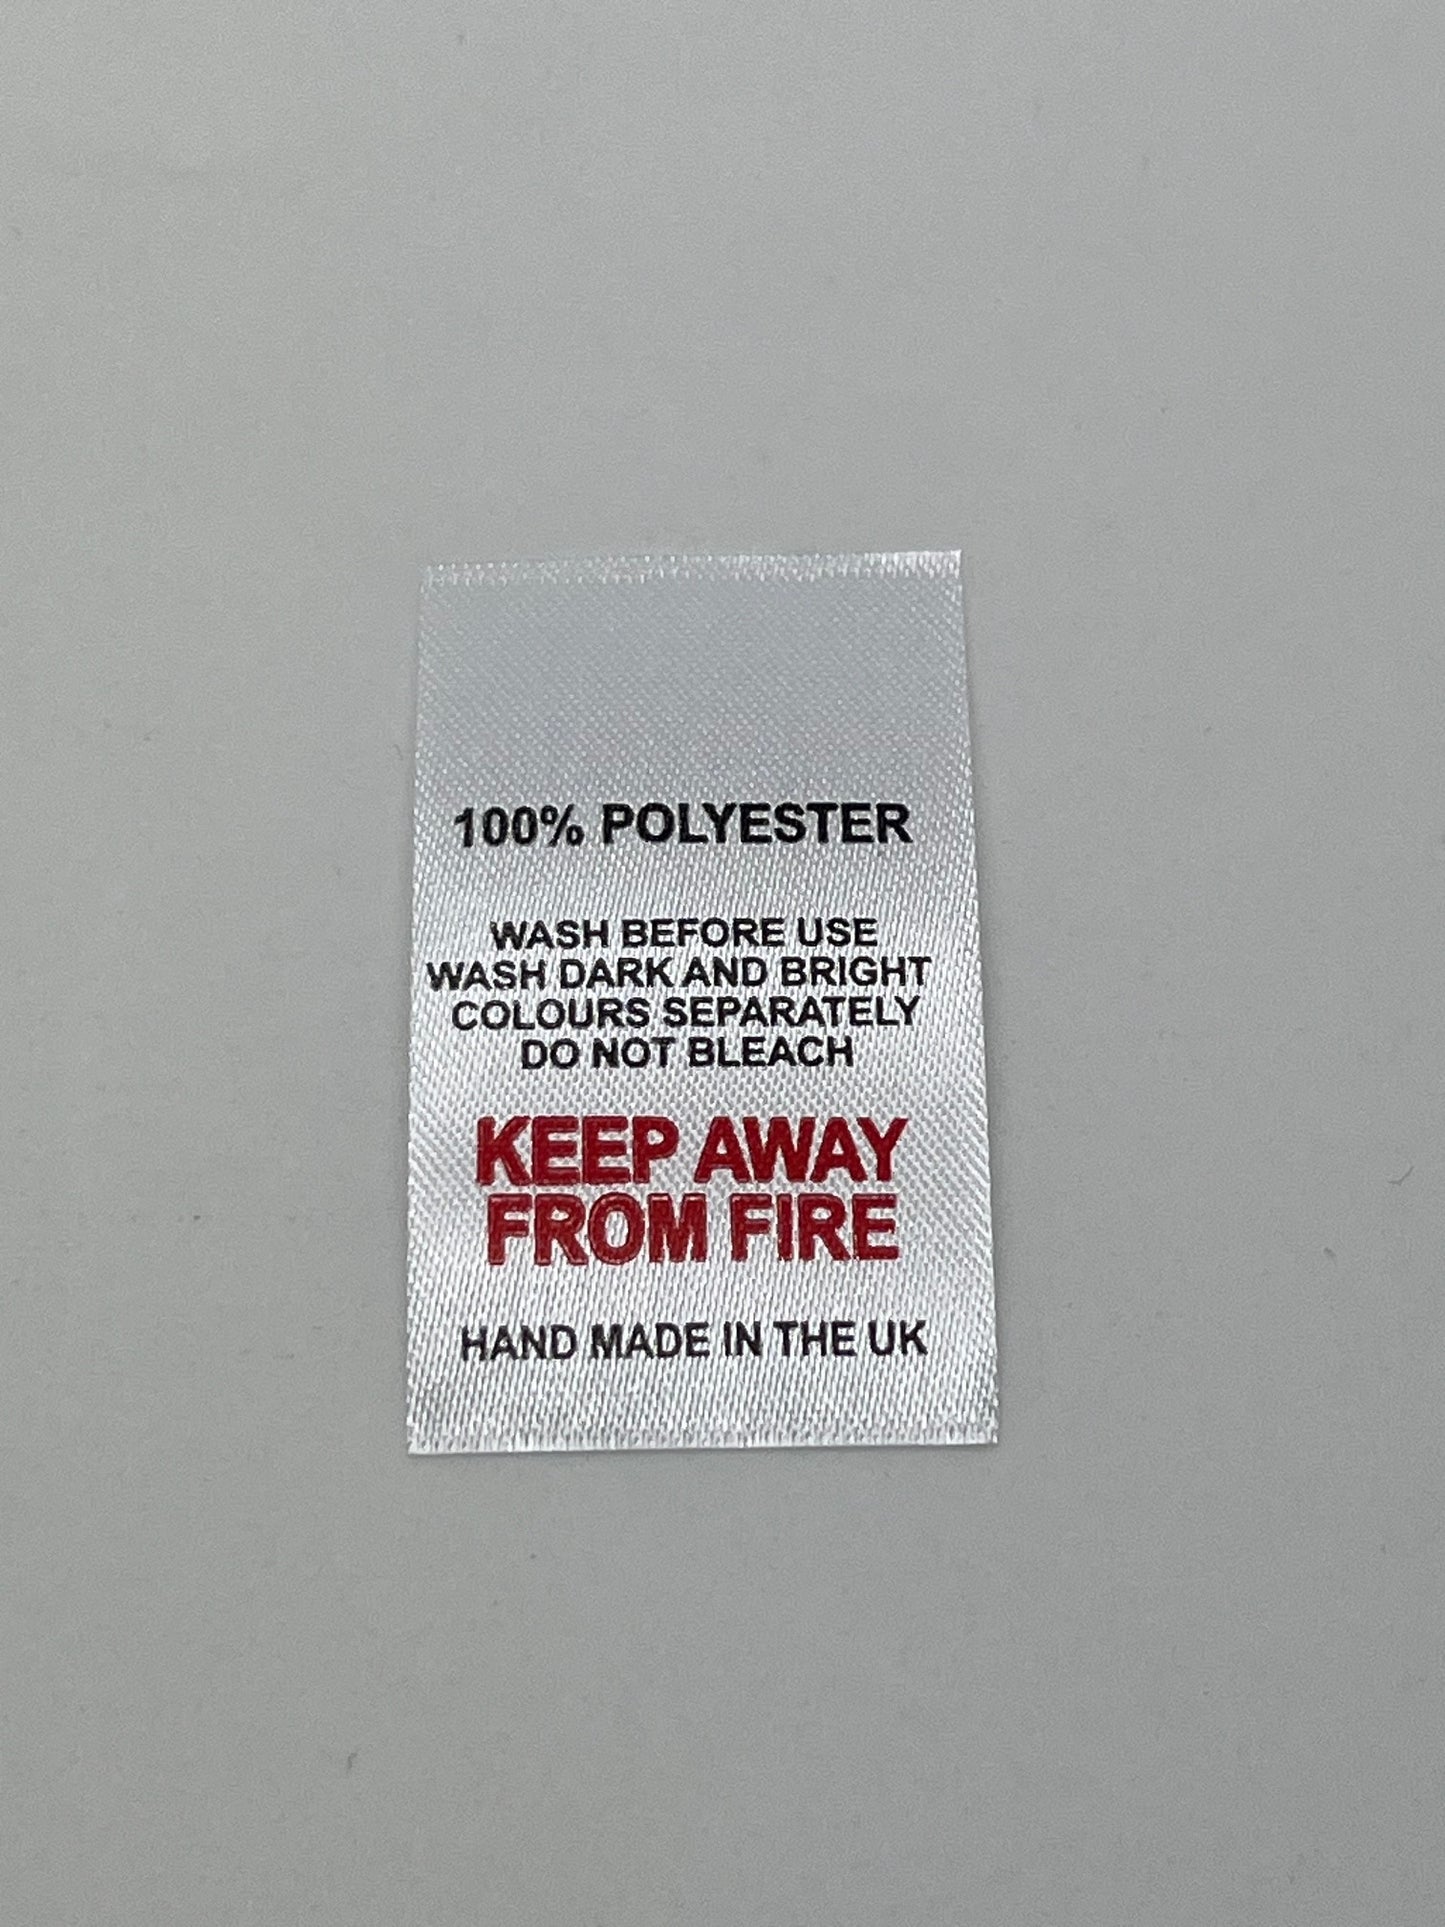 100% POLYESTER
WASH BEFORE USE
WASH DARK AND BRIGHT
COLOURS SEPARATELY
DO NOT BLEACH
KEEP AWAY
FROM FIRE
HAND MADE IN THE UK